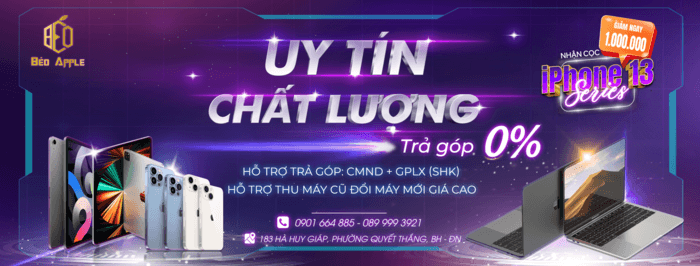 BÉO
Béo Apple
UY TÍN
CHẤT LƯỢNG
Trả góp 0%
GIẢM NGAY
1.000.000
NHẬN CỌC
iPhone 13
Series
HỖ TRỢ TRẢ GÓP: CMND + GPLX (SHK)
HỖ TRỢ THU MÁY CŨ ĐỔI MÁY MỚI GIÁ CAO
0901 664 885 - 089 999 3921
183 HÀ HUY GIÁP, PHƯỜNG QUYẾT THẮNG, BH - ĐN